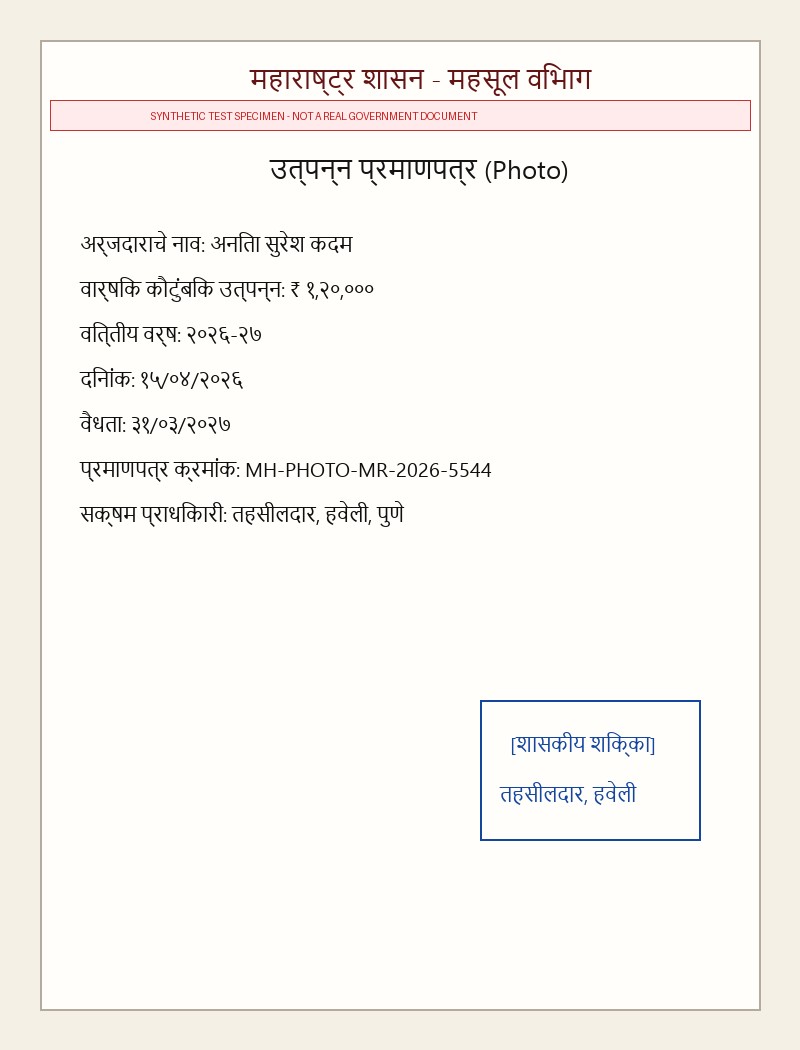 महाराष्ट्र शासन - महसूल विभाग
SYNTHETIC TEST SPECIMEN - NOT A REAL GOVERNMENT DOCUMENT
उत्पन्न प्रमाणपत्र (Photo)
अर्जदाराचे नाव: अनिता सुरेश कदम
वार्षिक कौटुंबिक उत्पन्न: ₹ १,२०,०००
वित्तीय वर्ष: २०२६-२७
दिनांक: १५/०४/२०२६
वैधता: ३१/०३/२०२७
प्रमाणपत्र क्रमांक: MH-PHOTO-MR-2026-5544
सक्षम प्राधिकारी: तहसीलदार, हवेली, पुणे
[शासकीय शिक्का]
तहसीलदार, हवेली